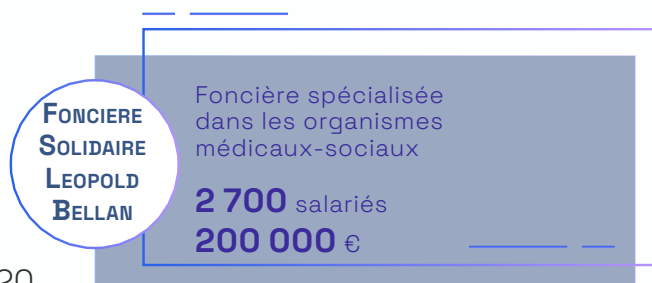 FONCIERE
SOLIDAIRE
LEOPOLD
BELLAN
Foncière spécialisée
dans les organismes
médicaux-sociaux
2 700 salariés
200 000 €